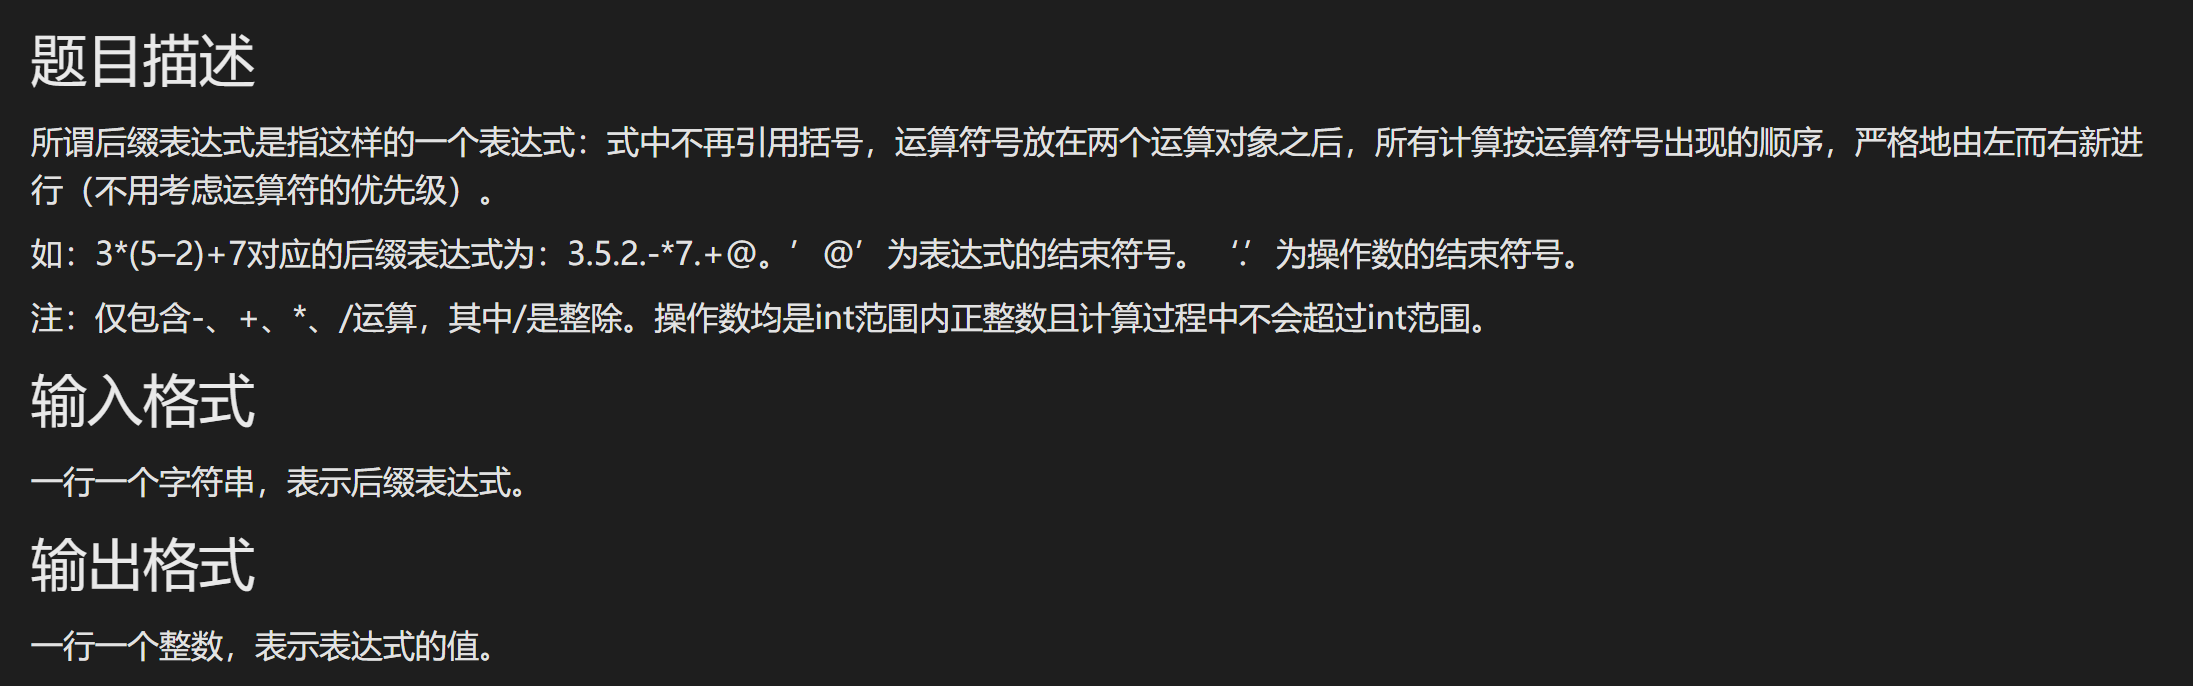 题目描述
所谓后缀表达式是指这样的一个表达式：式中不再引用括号，运算符号放在两个运算对象之后，所有计算按运算符号出现的顺序，严格地由左而右新进
行（不用考虑运算符的优先级）。
如：3*(5–2)+7对应的后缀表达式为：3.5.2.-*7.+@。’@’为表达式的结束符号。‘.’为操作数的结束符号。
注：仅包含-、+、*、/运算，其中/是整除。操作数均是int范围内正整数且计算过程中不会超过int范围。
输入格式
一行一个字符串，表示后缀表达式。
输出格式
一行一个整数，表示表达式的值。